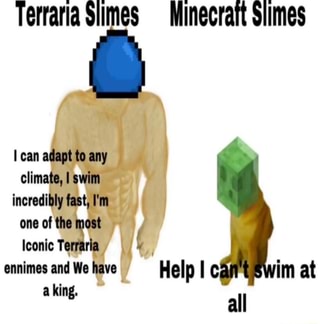 Terraria Slimes
Minecraft Slimes
I can adapt to any
climate, I swim
incredibly fast, I'm
one of the most
Iconic Terraria
ennimes and We have
a king.
Help I can't swim at
all